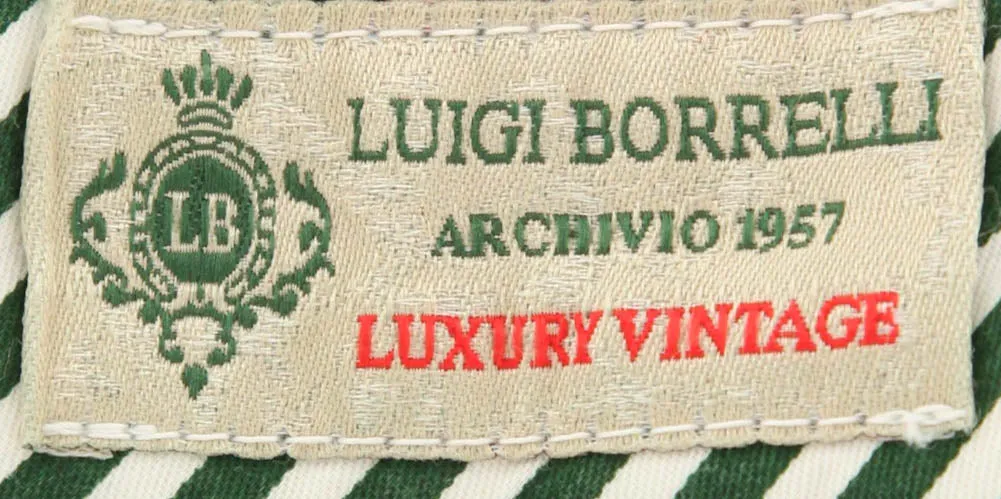 LB
LUIGI BORRELLI
ARCHIVIO 1957
LUXURY VINTAGE